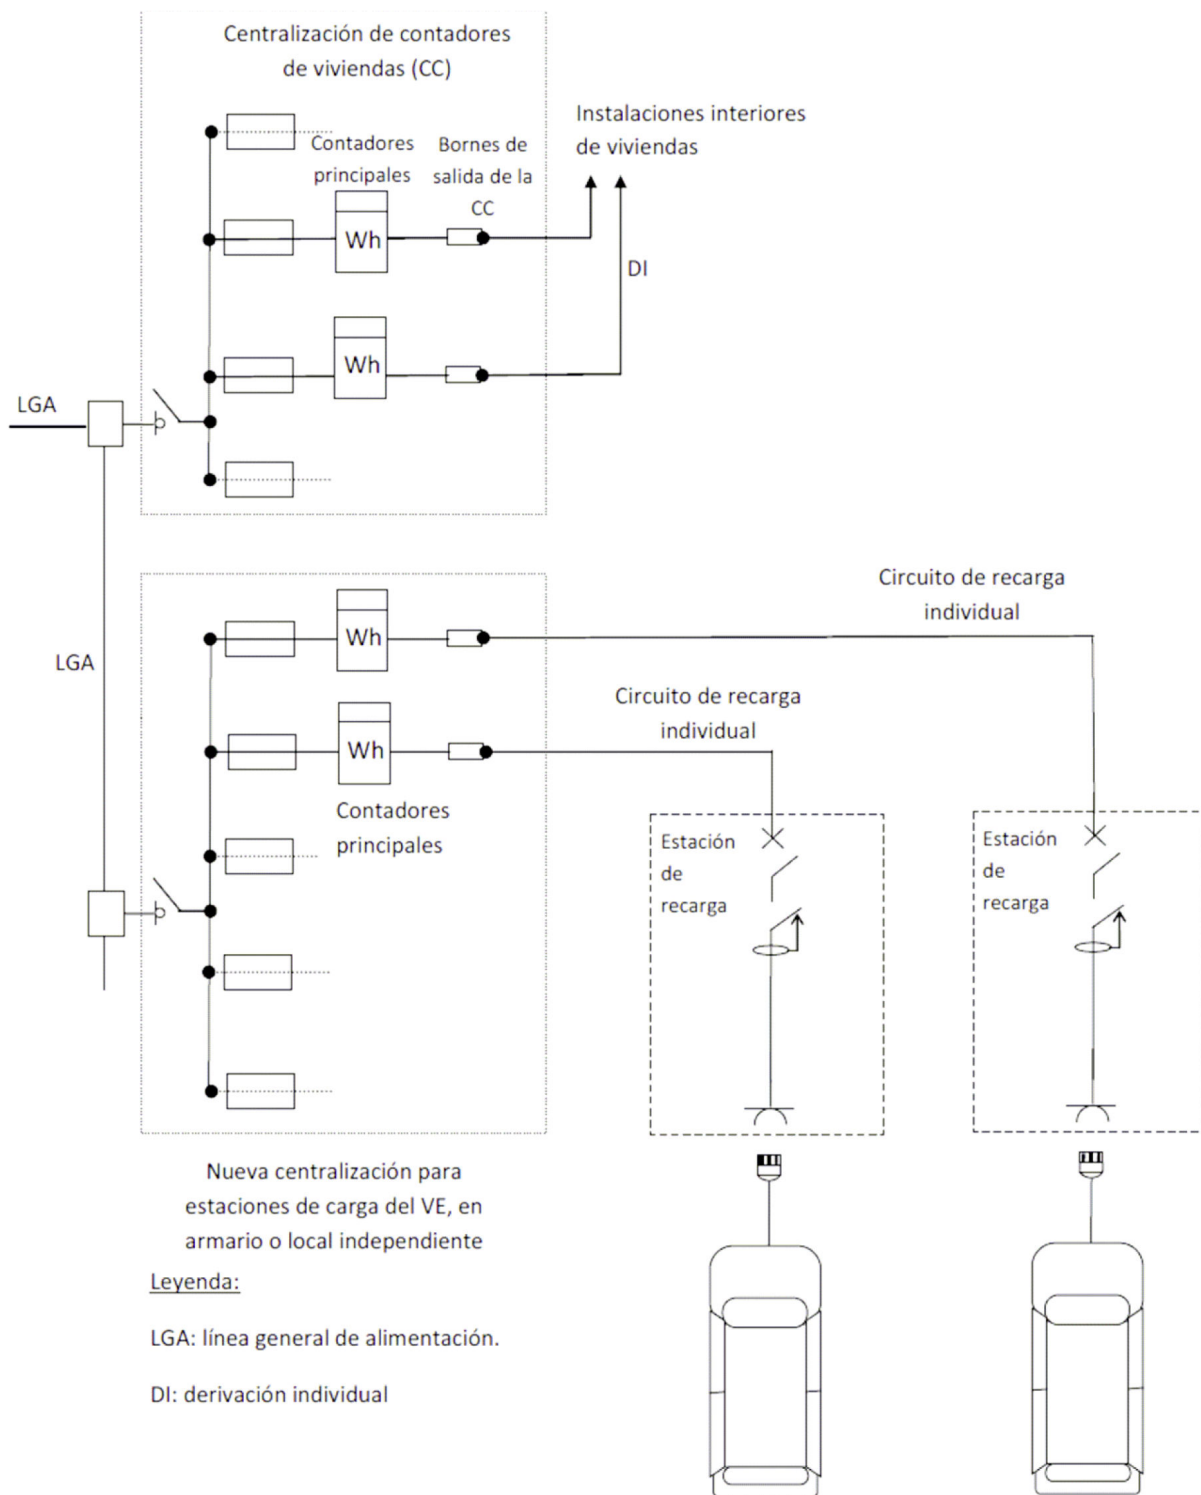 Centralización de contadores
de viviendas (CC)
Instalaciones interiores
de viviendas
Contadores
principales
Bornes de
salida de la
CC
Wh
DI
Wh
LGA
Circuito de recarga
individual
Wh
LGA
Circuito de recarga
individual
Wh
Contadores
principales
Estación
de
recarga
Estación
de
recarga
Nueva centralización para
estaciones de carga del VE, en
armario o local independiente
Leyenda:
LGA: línea general de alimentación.
DI: derivación individual